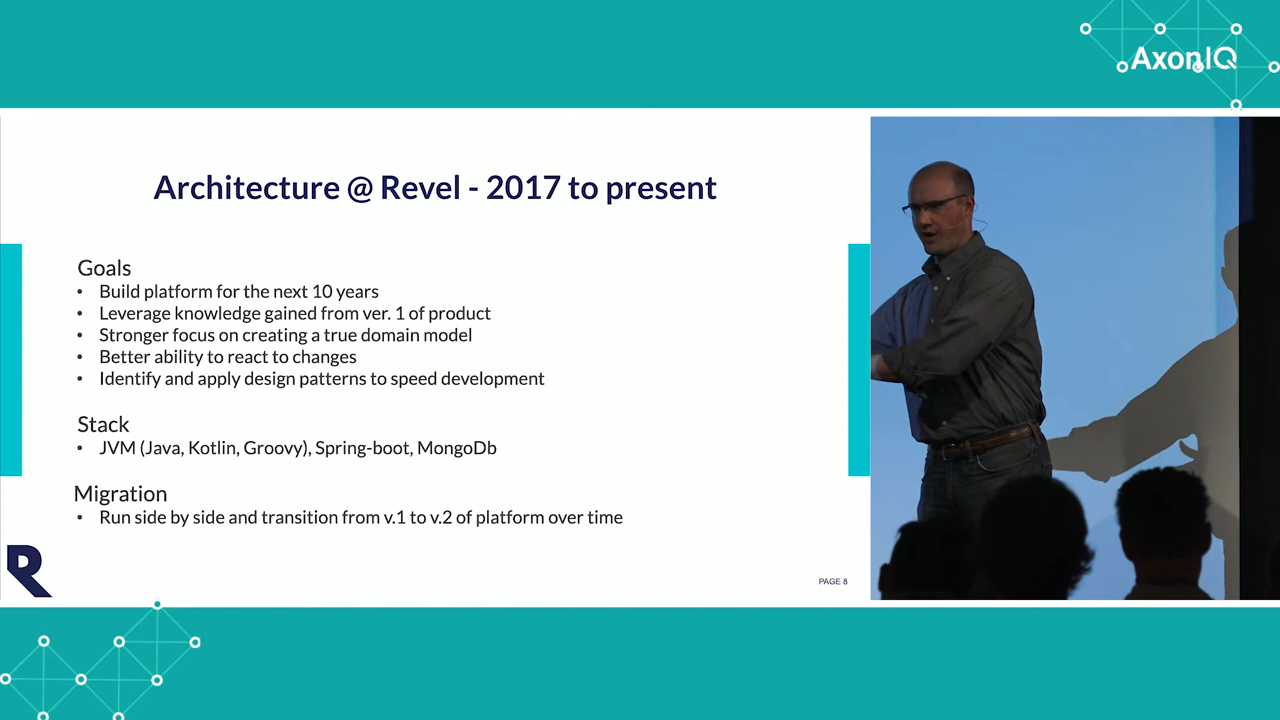 AxonIQ
Architecture @ Revel - 2017 to present
Goals
• Build platform for the next 10 years
• Leverage knowledge gained from ver. 1 of product
• Stronger focus on creating a true domain model
• Better ability to react to changes
• Identify and apply design patterns to speed development
Stack
• JVM (Java, Kotlin, Groovy), Spring-boot, MongoDb
Migration
• Run side by side and transition from v.1 to v.2 of platform over time
R
PAGE 8